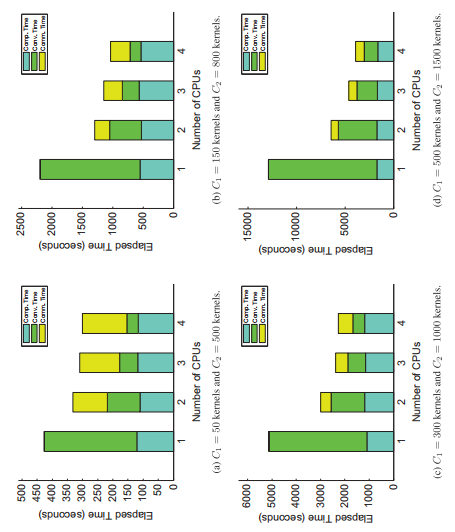 500
450
400
350
300
250
200
150
100
50
0
Elapsed Time (seconds)
Comp. Time
Conv. Time
Comm. Time
1 2 3 4
Number of CPUs
(a) C₁ = 50 kernels and C₂ = 500 kernels.
2500
2000
1500
1000
500
0
Elapsed Time (seconds)
Comp. Time
Conv. Time
Comm. Time
1 2 3 4
Number of CPUs
(b) C₁ = 150 kernels and C₂ = 800 kernels.
6000
5000
4000
3000
2000
1000
0
Elapsed Time (seconds)
Comp. Time
Conv. Time
Comm. Time
1 2 3 4
Number of CPUs
(c) C₁ = 300 kernels and C₂ = 1000 kernels.
15000
10000
5000
0
Elapsed Time (seconds)
Comp. Time
Conv. Time
Comm. Time
1 2 3 4
Number of CPUs
(d) C₁ = 500 kernels and C₂ = 1500 kernels.